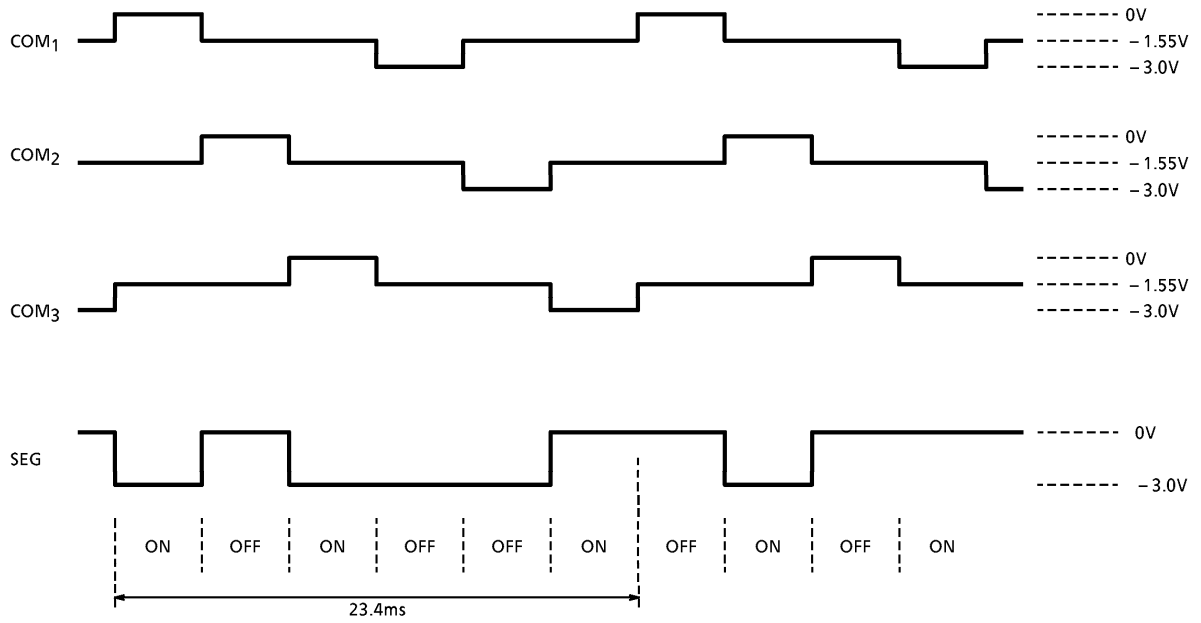 COM1
0V
−1.55V
−3.0V
COM2
0V
−1.55V
−3.0V
COM3
0V
−1.55V
−3.0V
SEG
0V
−3.0V
ON OFF ON OFF OFF ON OFF ON OFF ON
23.4ms